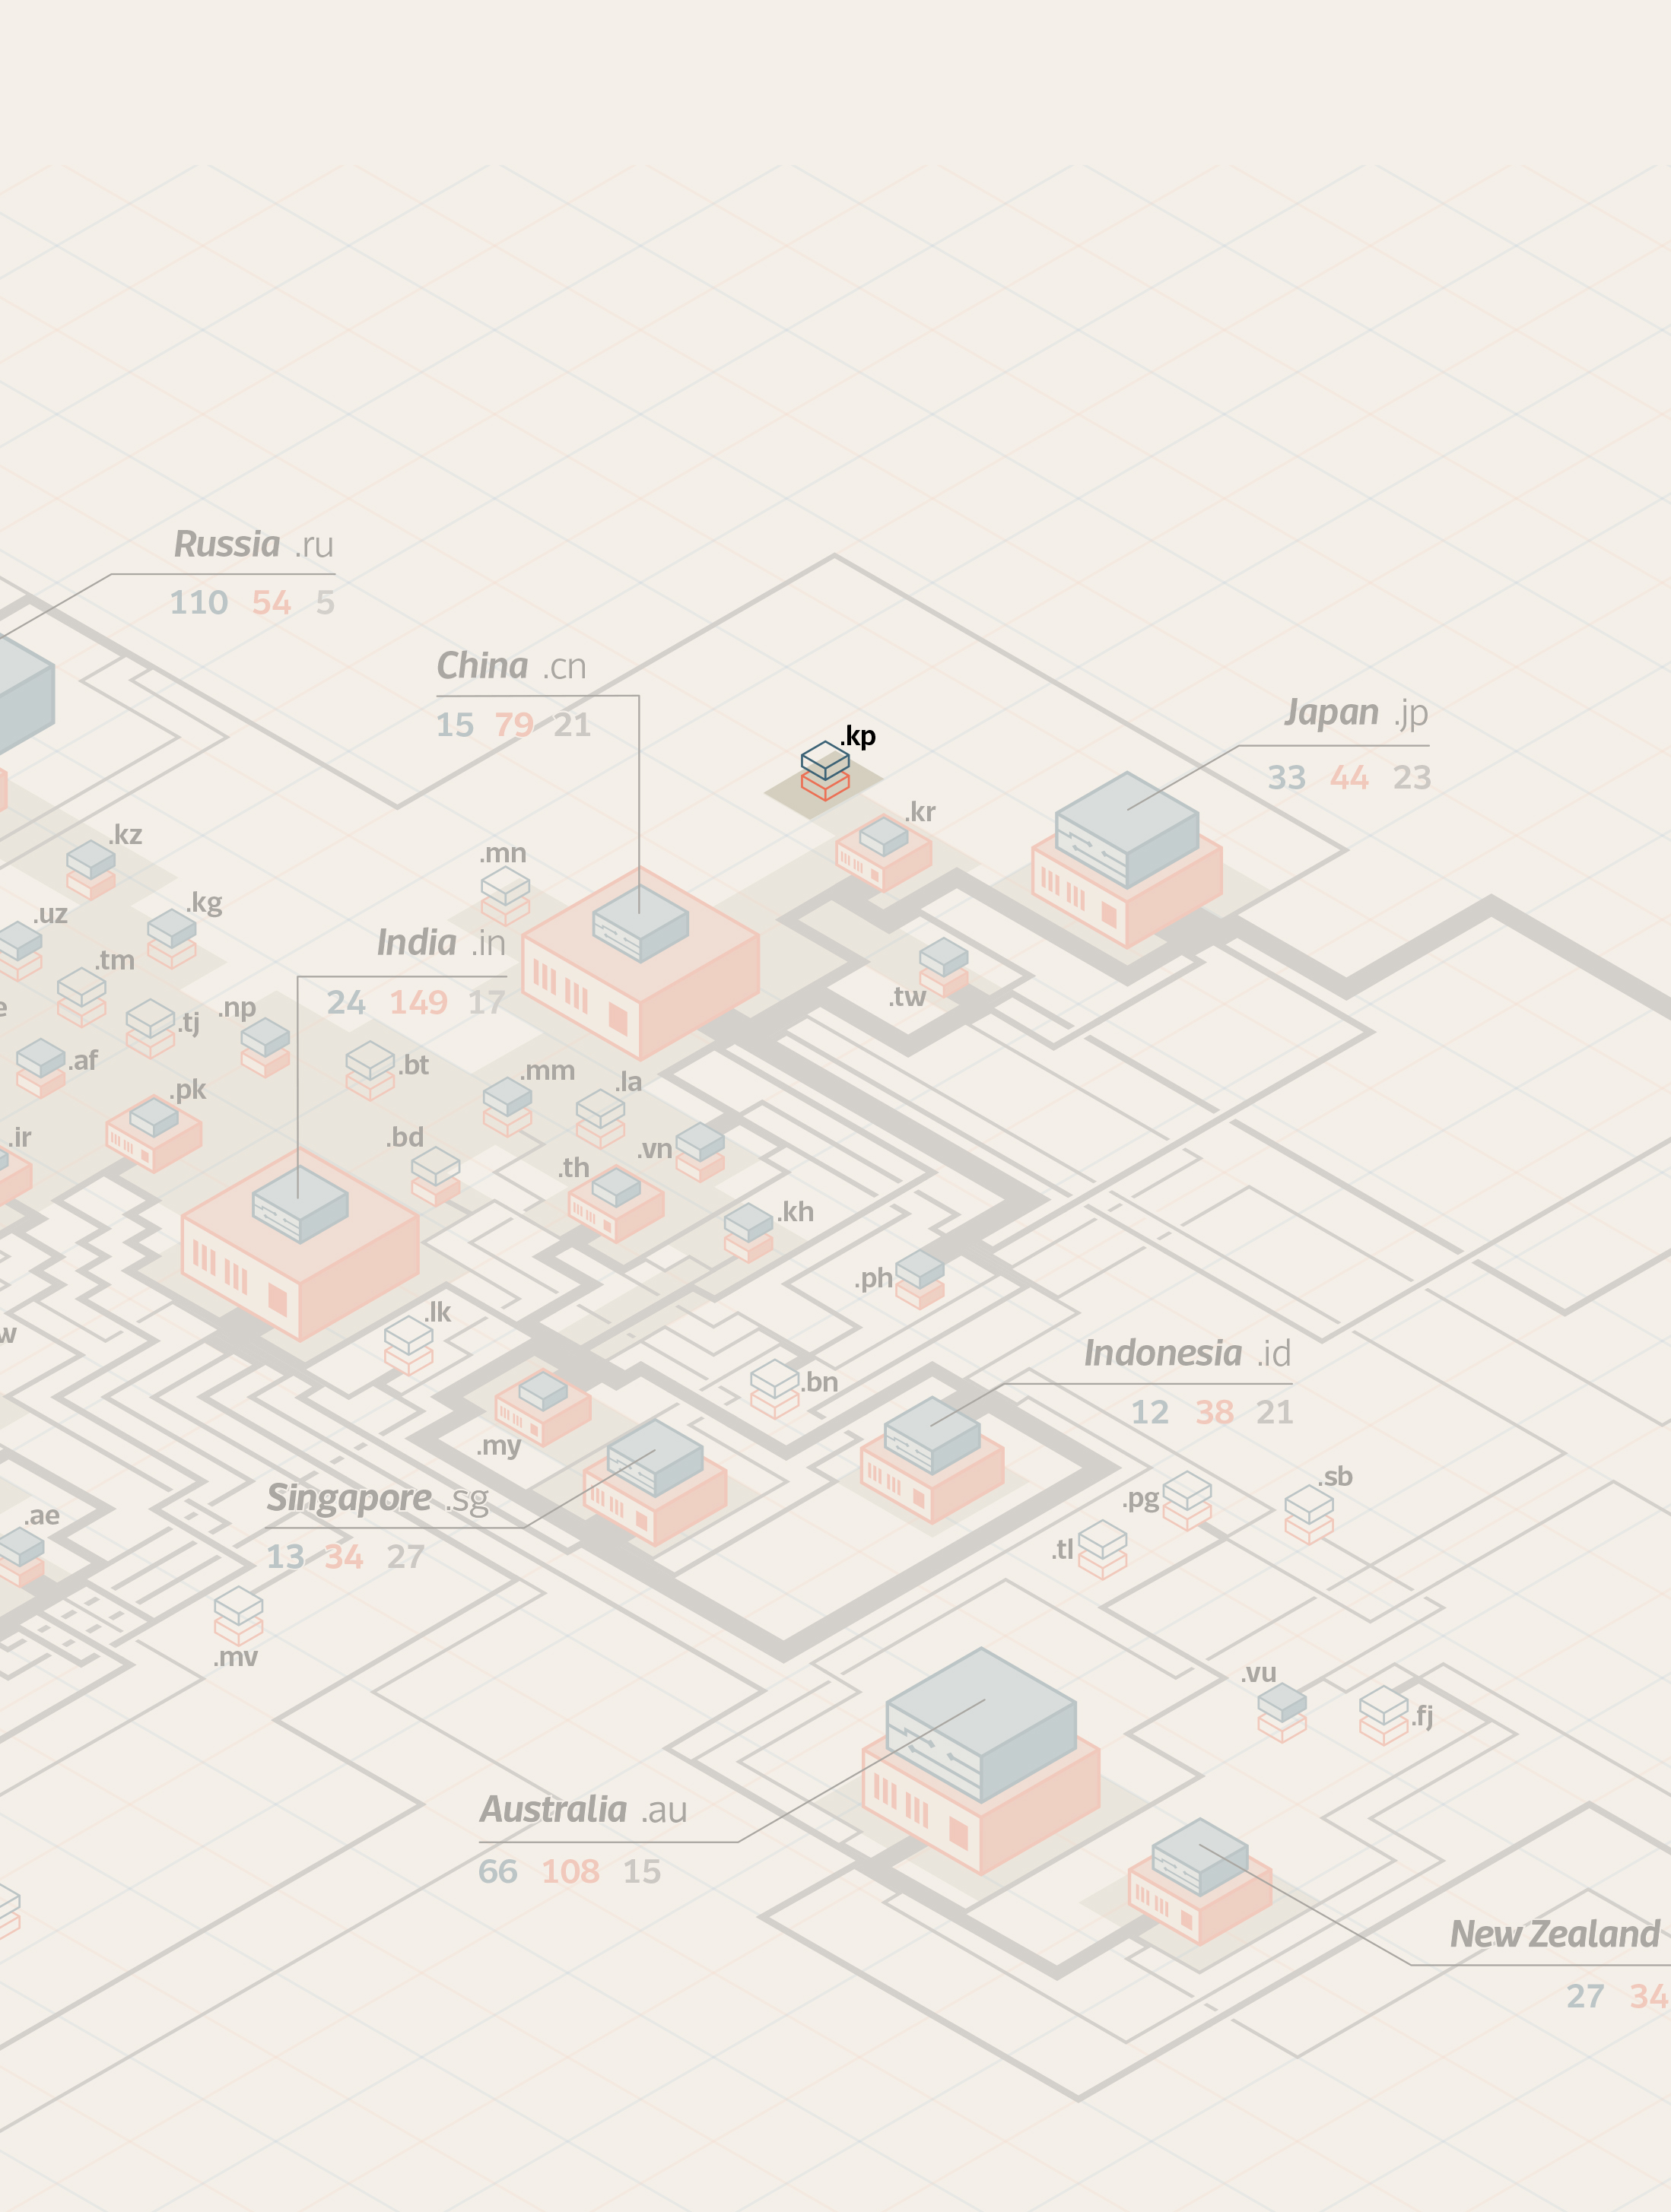 Russia .ru
110 54 5
China .cn
15 79 21
Japan .jp
33 44 23
.kp
.kr
.kz
.mn
.uz
.kg
India .in
24 149 17
.tm
.tw
.np
.tj
e
.af
.bt
.mm
.la
.pk
.ir
.bd
.vn
.th
.kh
.ph
.lk
w
Indonesia .id
12 38 21
.bn
.my
Singapore .sg
13 34 27
.pg
.sb
.tl
.ae
.mv
.vu
.fj
Australia .au
66 108 15
New Zealand
27 34